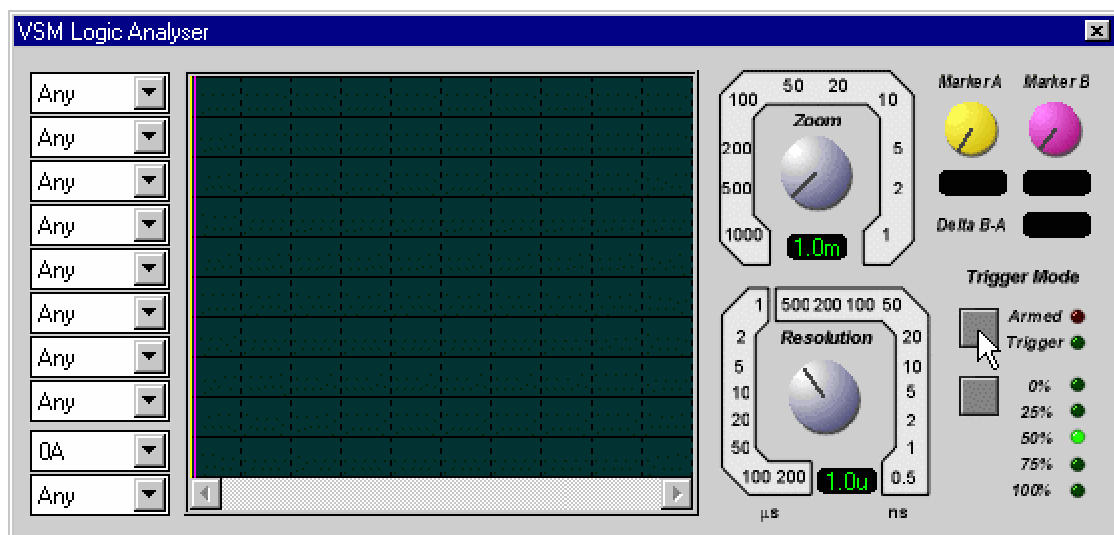 VSM Logic Analyser
Any
Any
Any
Any
Any
Any
Any
Any
0A
Any
50 20
100 10
Zoom
200 5
500 2
1000 1
1.0m
1 500 200 100 50
2 Resolution 20
5 10
10 5
20 2
50 1
100 200 1.0u 0.5
µs ns
Marker A Marker B
Delta B-A
Trigger Mode
Armed
Trigger
0%
25%
50%
75%
100%